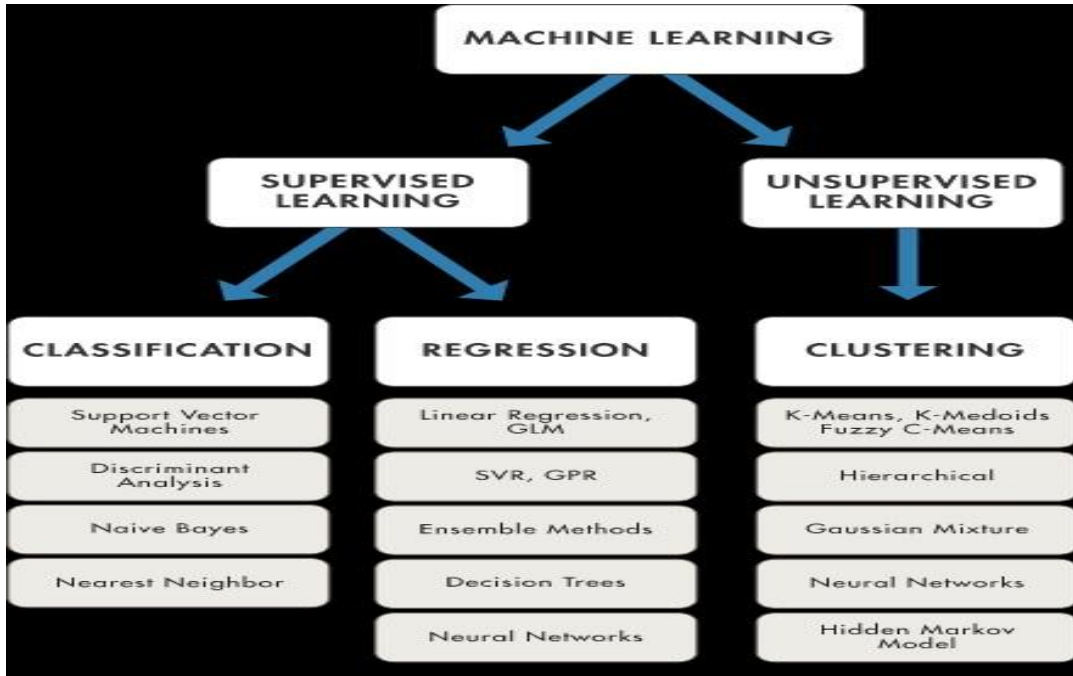 MACHINE LEARNING
SUPERVISED
LEARNING
UNSUPERVISED
LEARNING
CLASSIFICATION
Support Vector
Machines
Discriminant
Analysis
Naive Bayes
Nearest Neighbor
REGRESSION
Linear Regression,
GLM
SVR, GPR
Ensemble Methods
Decision Trees
Neural Networks
CLUSTERING
K-Means, K-Medoids
Fuzzy C-Means
Hierarchical
Gaussian Mixture
Neural Networks
Hidden Markov
Model